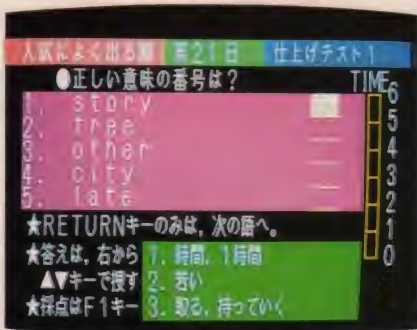 入試によく出る順 第21日 仕上げテスト1
●正しい意味の番号は? TIME
1. story
2. free
3. other
4. city
5. late
6
5
4
3
2
1
0
★RETURNキーのみは,次の語へ。
★答えは,右から
▲▼キーで捜す
★採点はF1キー
1. 時間,1時間
2. 若い
3. 取る,持っていく